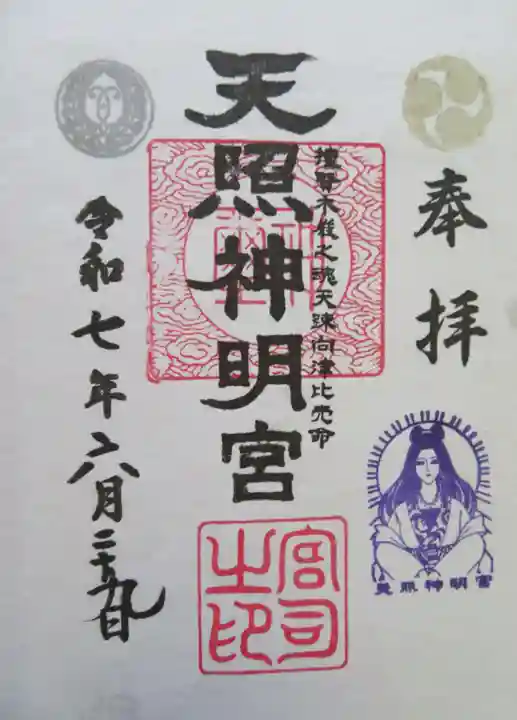 奉拝
撞賢木厳之魂天疎向津比売命
天照神明宮
令和七年六月二十九日
宮司之印
天照神明宮